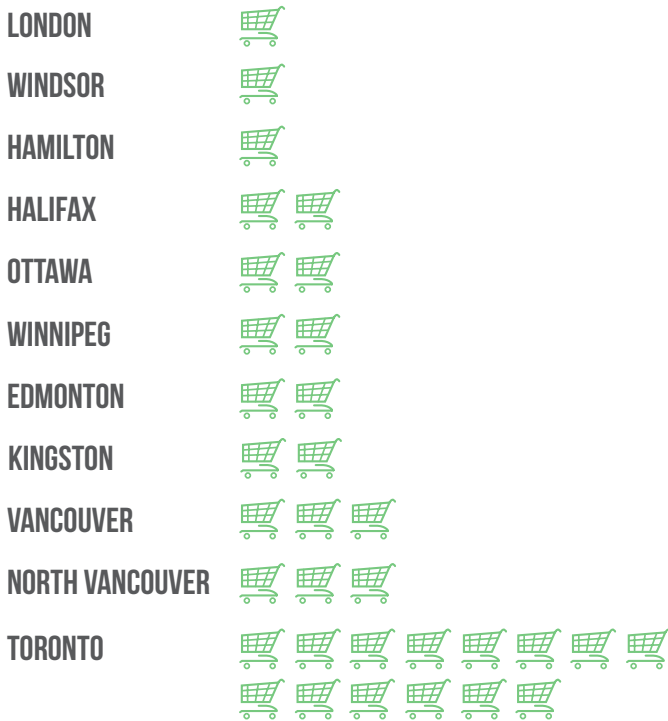 LONDON
WINDSOR
HAMILTON
HALIFAX
OTTAWA
WINNIPEG
EDMONTON
KINGSTON
VANCOUVER
NORTH VANCOUVER
TORONTO